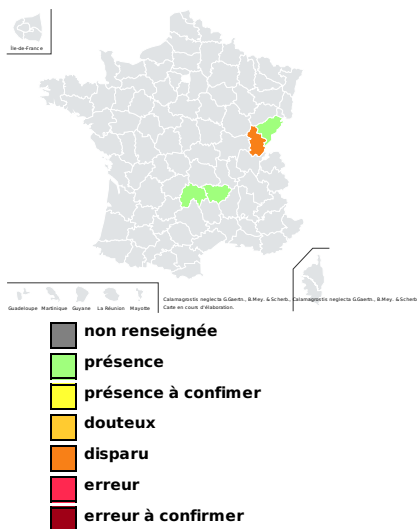 Île-de-France
Guadeloupe Martinique Guyane La Réunion Mayotte
Calamagrostis neglecta G.Gaertn., B.Mey. & Scherb., Calamagrostis neglecta G.Gaertn., B.Mey. & Scherb
Carte en cours d'élaboration.
non renseignée
présence
présence à confimer
douteux
disparu
erreur
erreur à confirmer